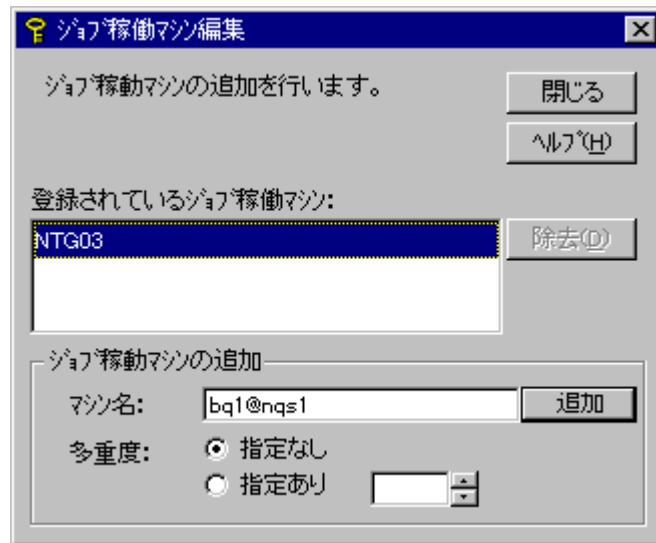 ｼﾞｮﾌﾞ稼働ﾏｼﾝ編集
ｼﾞｮﾌﾞ稼動ﾏｼﾝの追加を行います。
閉じる
ﾍﾙﾌﾟ(H)
登録されているｼﾞｮﾌﾞ稼働ﾏｼﾝ:
NTG03
除去(D)
ｼﾞｮﾌﾞ稼動ﾏｼﾝの追加
ﾏｼﾝ名:
bq1@nqs1
追加
多重度:
指定なし
指定あり